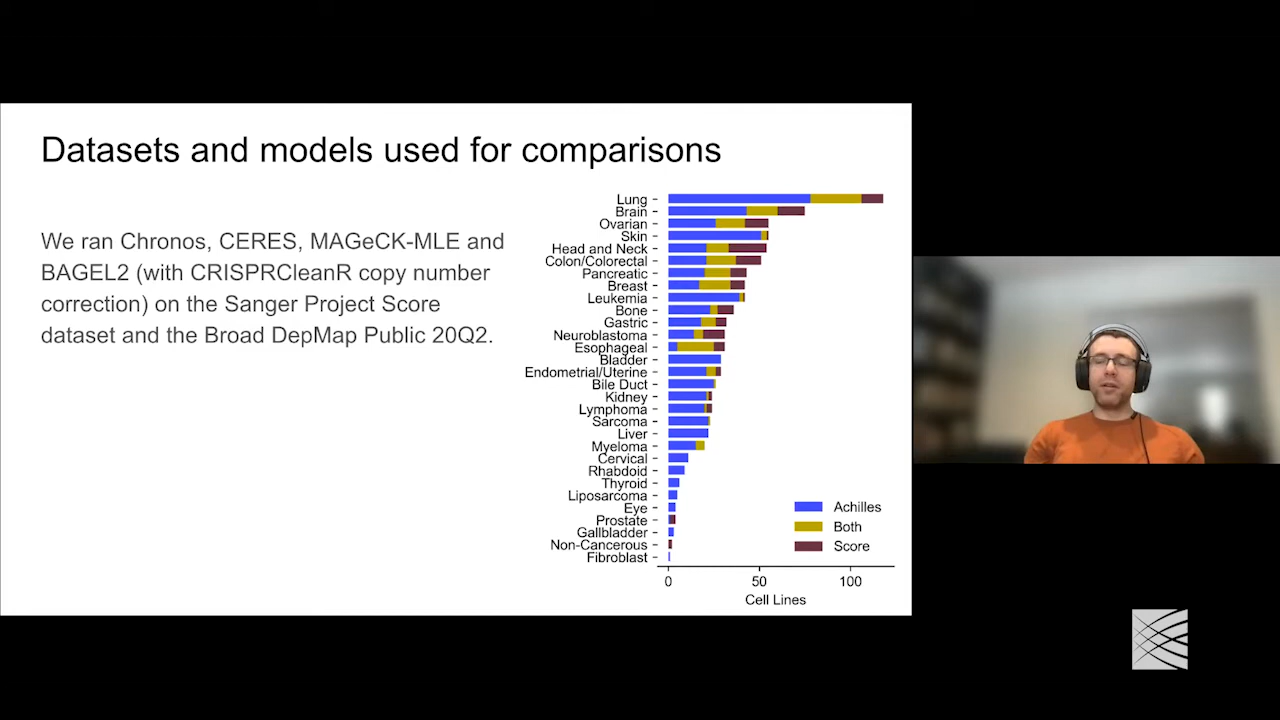 Datasets and models used for comparisons
We ran Chronos, CERES, MAGeCK-MLE and
BAGEL2 (with CRISPRCleanR copy number
correction) on the Sanger Project Score
dataset and the Broad DepMap Public 20Q2.
Lung
Brain
Ovarian
Skin
Head and Neck
Colon/Colorectal
Pancreatic
Breast
Leukemia
Bone
Gastric
Neuroblastoma
Esophageal
Bladder
Endometrial/Uterine
Bile Duct
Kidney
Lymphoma
Sarcoma
Liver
Myeloma
Cervical
Rhabdoid
Thyroid
Liposarcoma
Eye
Prostate
Gallbladder
Non-Cancerous
Fibroblast
Achilles
Both
Score
0 50 100
Cell Lines